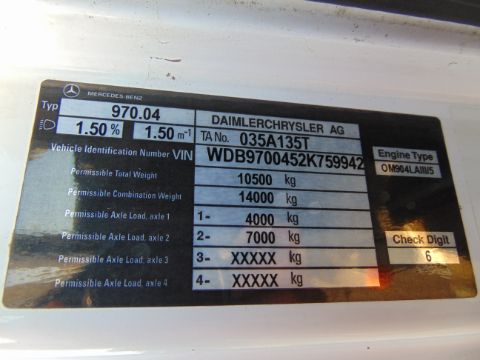 MERCEDES-BENZ
Typ 970.04 DAIMLERCHRYSLER AG
1.50 % 1.50 m-1 TA No. 035A135T
Vehicle Identification Number VIN WDB9700452K759942
Engine Type
OM904LAIII/5
Permissible Total Weight 10500 kg
Permissible Combination Weight 14000 kg
Permissible Axle Load, axle 1 1- 4000 kg
Permissible Axle Load, axle 2 2- 7000 kg
Check Digit
6
Permissible Axle Load, axle 3 3- XXXXX kg
Permissible Axle Load, axle 4 4- XXXXX kg